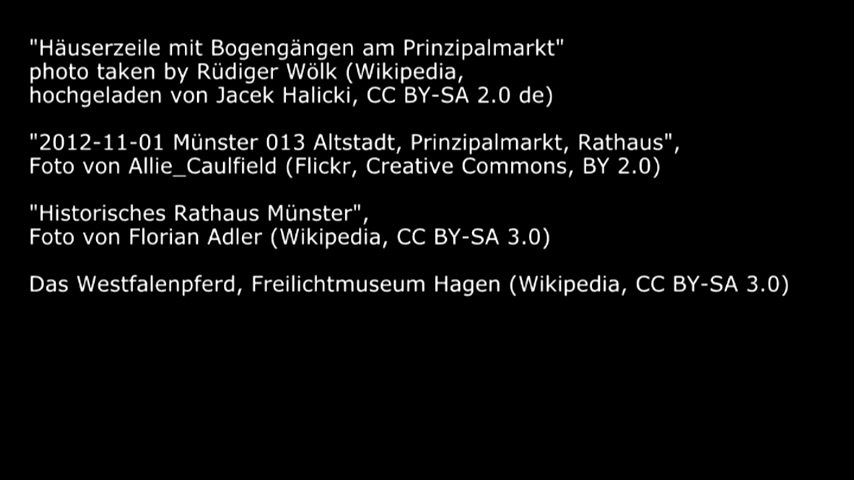 "Häuserzeile mit Bogengängen am Prinzipalmarkt"
photo taken by Rüdiger Wölk (Wikipedia,
hochgeladen von Jacek Halicki, CC BY-SA 2.0 de)
"2012-11-01 Münster 013 Altstadt, Prinzipalmarkt, Rathaus",
Foto von Allie_Caulfield (Flickr, Creative Commons, BY 2.0)
"Historisches Rathaus Münster",
Foto von Florian Adler (Wikipedia, CC BY-SA 3.0)
Das Westfalenpferd, Freilichtmuseum Hagen (Wikipedia, CC BY-SA 3.0)